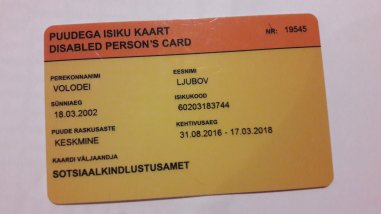 PUUDEGA ISIKU KAART
DISABLED PERSON'S CARD
NR: 19545
PEREKONNANIMI
VOLODEI
EESNIMI
LJUBOV
SÜNNIAEG
18.03.2002
ISIKUKOOD
60203183744
PUUDE RASKUSASTE
KESKMINE
KEHTIVUSAEG
31.08.2016 - 17.03.2018
KAARDI VÄLJAANDJA
SOTSIAALKINDLUSTUSAMET